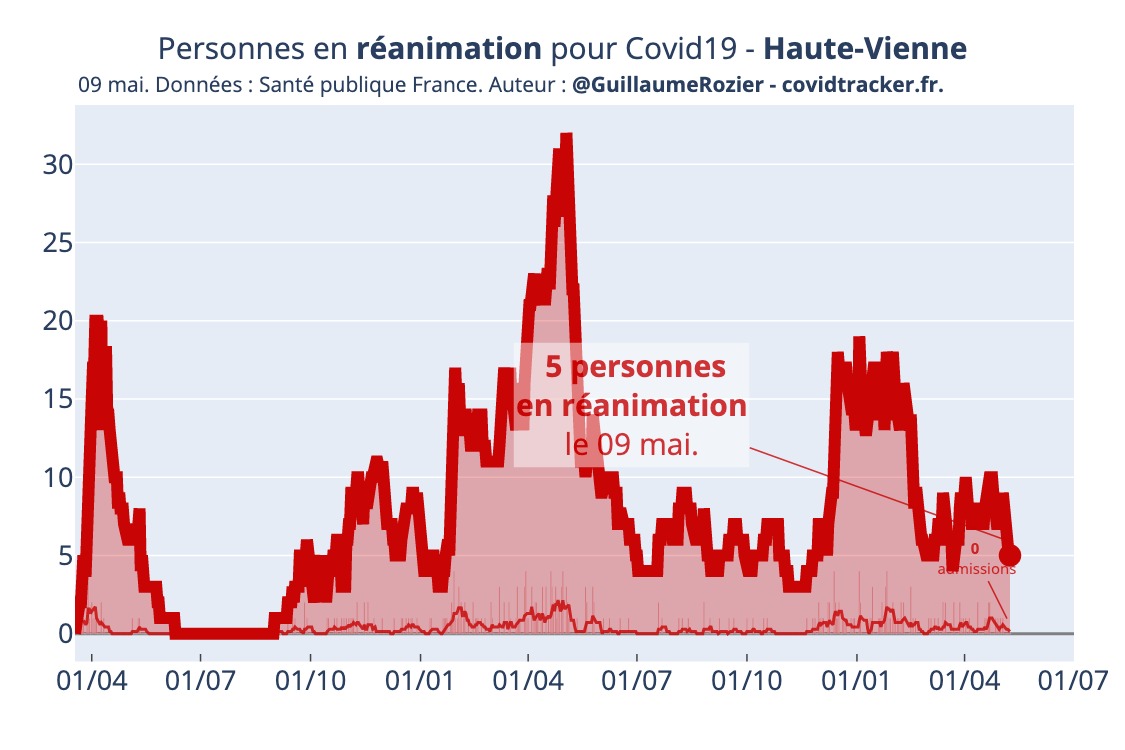 Personnes en réanimation pour Covid19 - Haute-Vienne
09 mai. Données : Santé publique France. Auteur : @GuillaumeRozier - covidtracker.fr.
30
25
20
15
10
5
0
5 personnes
en réanimation
le 09 mai.
0
admissions
01/04 01/07 01/10 01/01 01/04 01/07 01/10 01/01 01/04 01/07